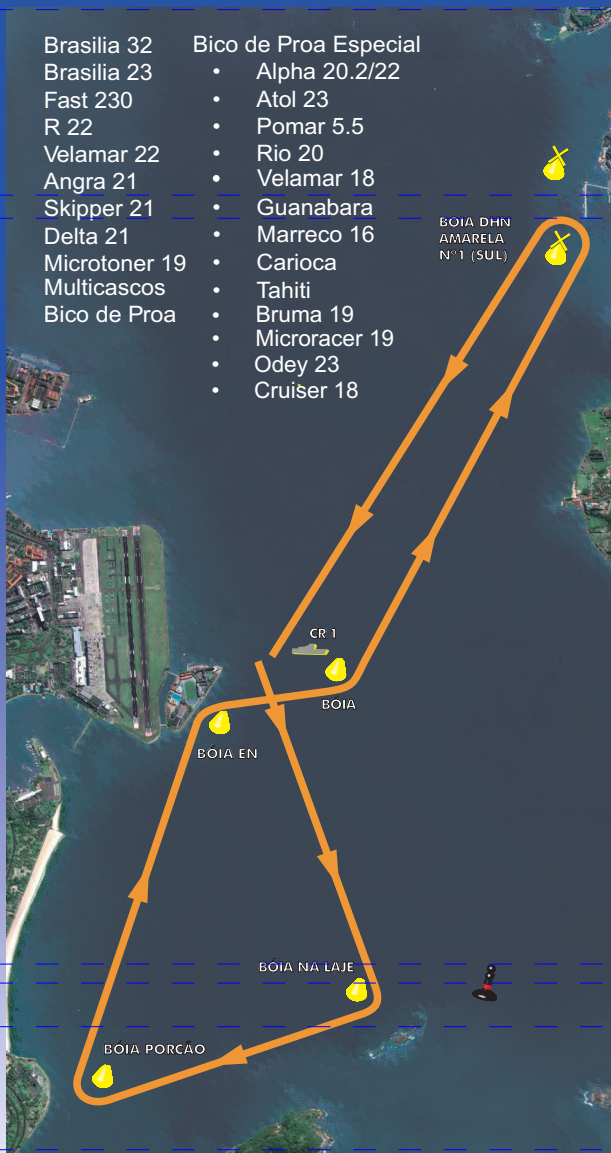 Brasilia 32
Brasilia 23
Fast 230
R 22
Velamar 22
Angra 21
Skipper 21
Delta 21
Microtoner 19
Multicascos
Bico de Proa
Bico de Proa Especial
• Alpha 20.2/22
• Atol 23
• Pomar 5.5
• Rio 20
• Velamar 18
• Guanabara
• Marreco 16
• Carioca
• Tahiti
• Bruma 19
• Microracer 19
• Odey 23
• Cruiser 18
BOIA DHN
AMARELA
Nº1 (SUL)
CR 1
BÓIA
BÓIA EN
BÓIA NA LAJE
BÓIA PORCÃO